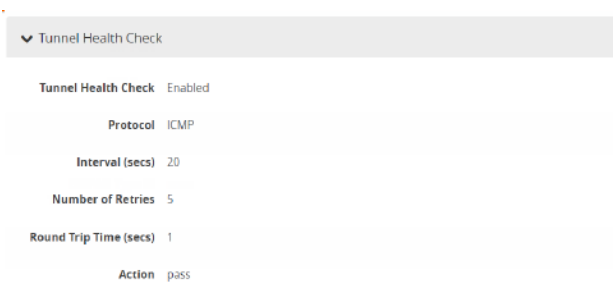 Tunnel Health Check
Tunnel Health Check Enabled
Protocol ICMP
Interval (secs) 20
Number of Retries 5
Round Trip Time (secs) 1
Action pass